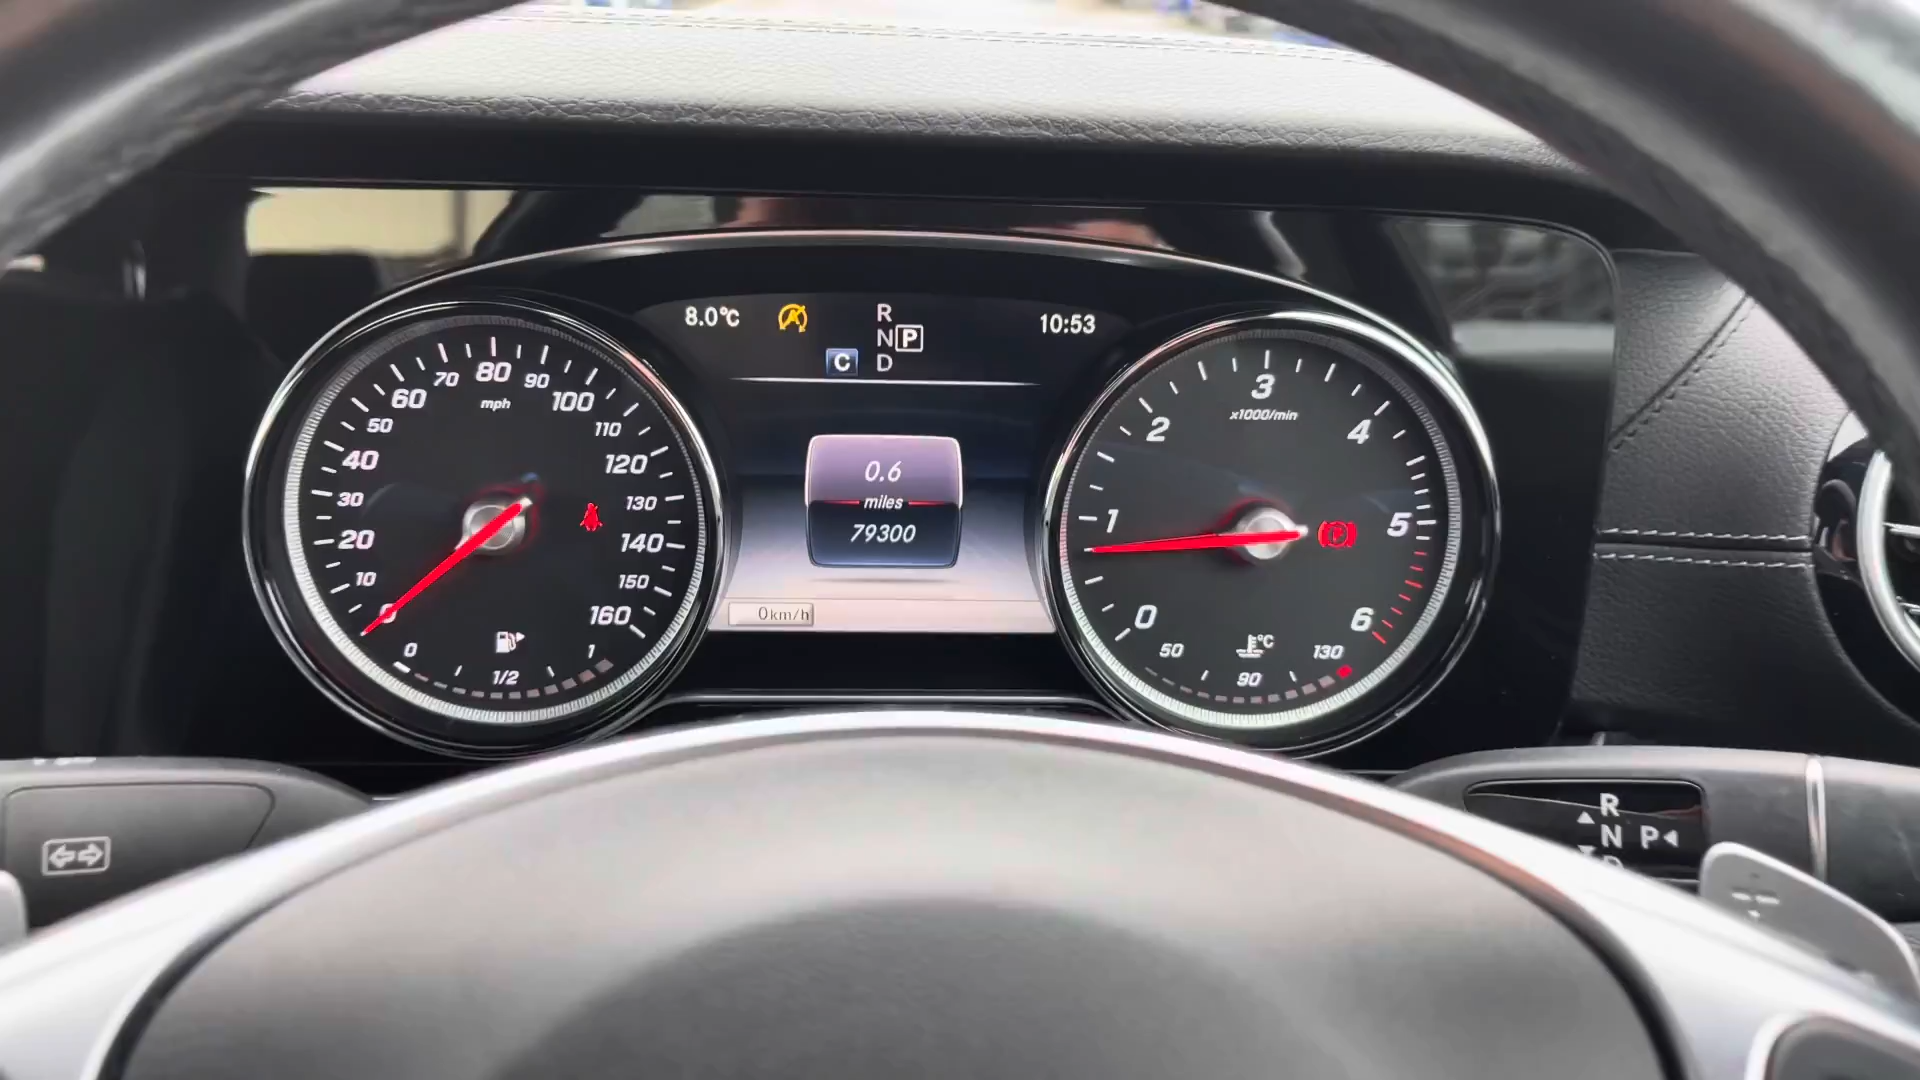 8.0°C
10:53
R
N P
D
C
0 10 20 30 40 50 60 70 80 90 100 110 120 130 140 150 160
mph
0 1/2 1
0.6
miles
79300
0km/h
0 1 2 3 4 5 6
x1000/min
°C
50 90 130
P
R
N P
D